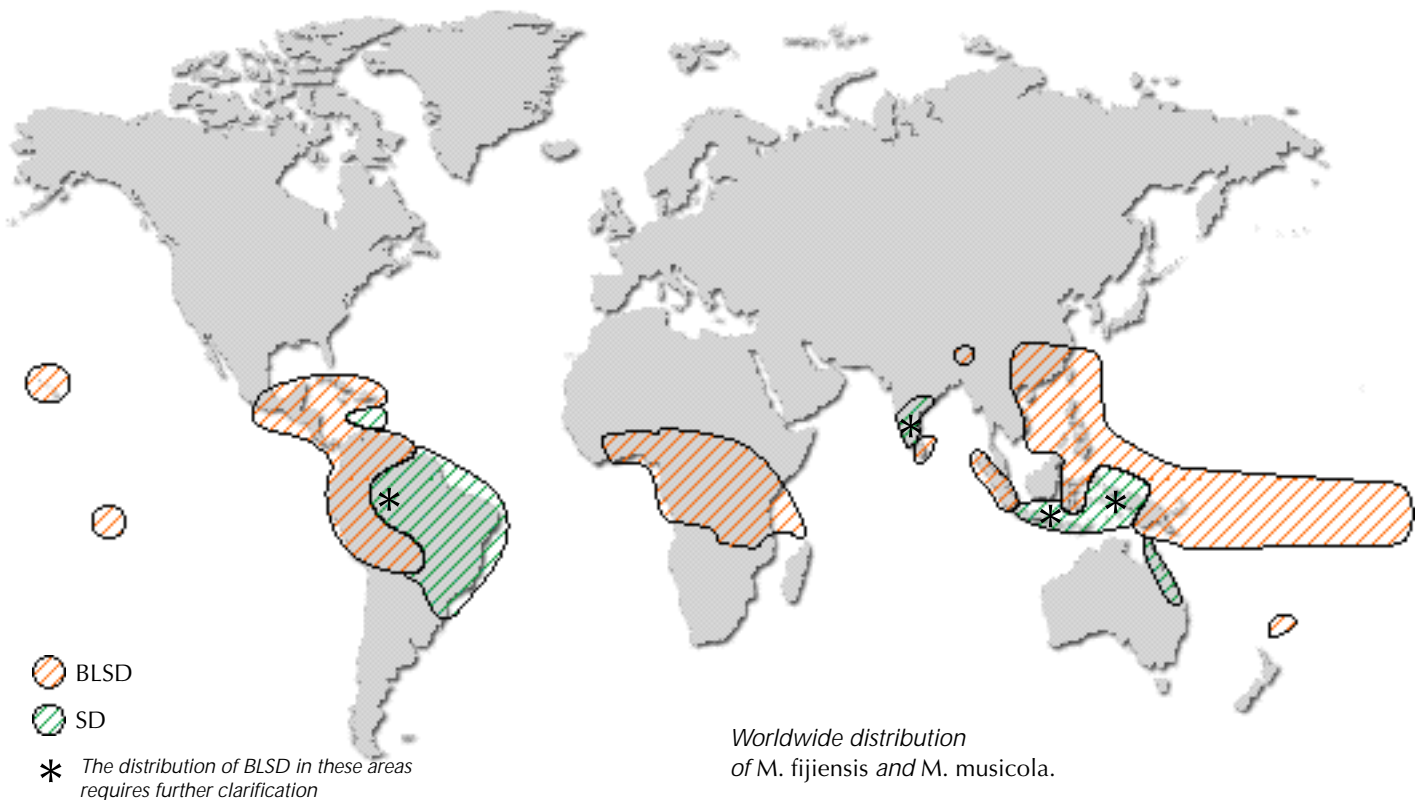 BLSD
SD
* The distribution of BLSD in these areas
requires further clarification
Worldwide distribution
of M. fijiensis and M. musicola.